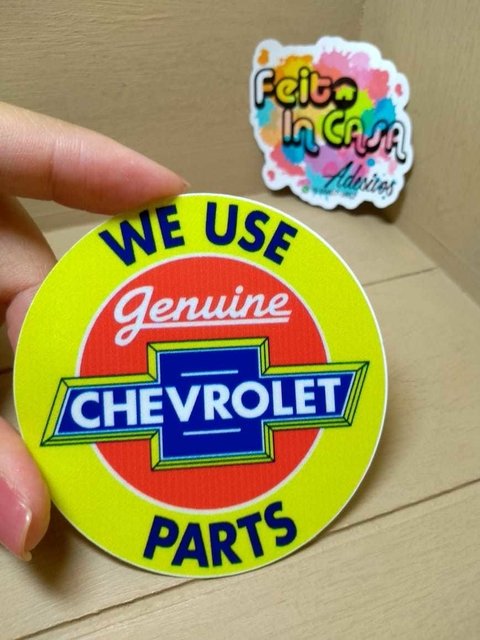 WE USE
Genuine
CHEVROLET
PARTS
Feito
In CASA
Adesivos